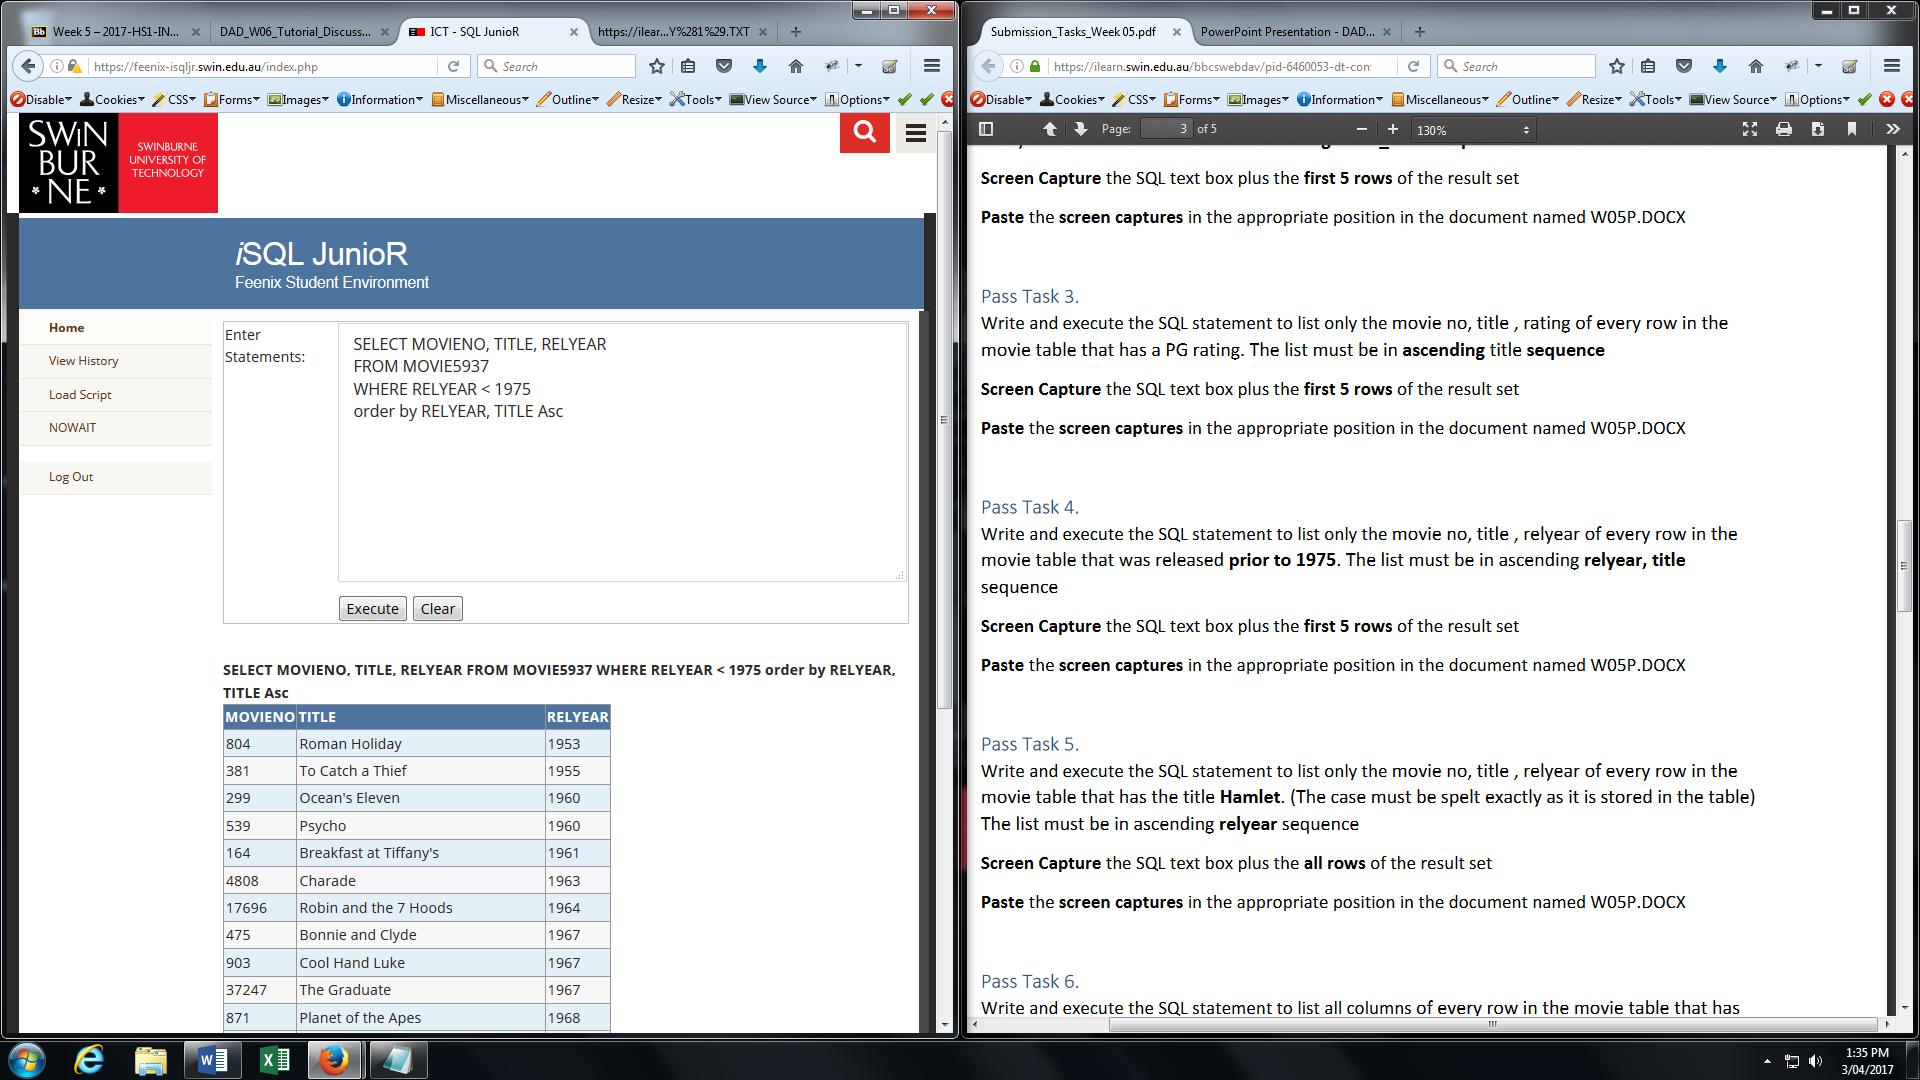 Week 5 – 2017-HS1-IN...
DAD_W06_Tutorial_Discuss...
ICT - SQL JunioR
https://ilear...Y%281%29.TXT
https://feenix-isqljr.swin.edu.au/index.php
Search
Disable Cookies CSS Forms Images Information Miscellaneous Outline Resize Tools View Source Options
SWIN
BUR
NE
SWINBURNE
UNIVERSITY OF
TECHNOLOGY
iSQL JunioR
Feenix Student Environment
Home
View History
Load Script
NOWAIT
Log Out
Enter
Statements:
SELECT MOVIENO, TITLE, RELYEAR
FROM MOVIE5937
WHERE RELYEAR < 1975
order by RELYEAR, TITLE Asc
Execute Clear
SELECT MOVIENO, TITLE, RELYEAR FROM MOVIE5937 WHERE RELYEAR < 1975 order by RELYEAR,
TITLE Asc
MOVIENO TITLE RELYEAR
804 Roman Holiday 1953
381 To Catch a Thief 1955
299 Ocean's Eleven 1960
539 Psycho 1960
164 Breakfast at Tiffany's 1961
4808 Charade 1963
17696 Robin and the 7 Hoods 1964
475 Bonnie and Clyde 1967
903 Cool Hand Luke 1967
37247 The Graduate 1967
871 Planet of the Apes 1968
Submission_Tasks_Week 05.pdf
PowerPoint Presentation - DAD...
https://ilearn.swin.edu.au/bbcswebdav/pid-6460053-dt-con
Search
Disable Cookies CSS Forms Images Information Miscellaneous Outline Resize Tools View Source Options
Page: 3 of 5
130%
Screen Capture the SQL text box plus the first 5 rows of the result set
Paste the screen captures in the appropriate position in the document named W05P.DOCX
Pass Task 3.
Write and execute the SQL statement to list only the movie no, title , rating of every row in the
movie table that has a PG rating. The list must be in ascending title sequence
Screen Capture the SQL text box plus the first 5 rows of the result set
Paste the screen captures in the appropriate position in the document named W05P.DOCX
Pass Task 4.
Write and execute the SQL statement to list only the movie no, title , relyear of every row in the
movie table that was released prior to 1975. The list must be in ascending relyear, title
sequence
Screen Capture the SQL text box plus the first 5 rows of the result set
Paste the screen captures in the appropriate position in the document named W05P.DOCX
Pass Task 5.
Write and execute the SQL statement to list only the movie no, title , relyear of every row in the
movie table that has the title Hamlet. (The case must be spelt exactly as it is stored in the table)
The list must be in ascending relyear sequence
Screen Capture the SQL text box plus the all rows of the result set
Paste the screen captures in the appropriate position in the document named W05P.DOCX
Pass Task 6.
Write and execute the SQL statement to list all columns of every row in the movie table that has
1:35 PM
3/04/2017